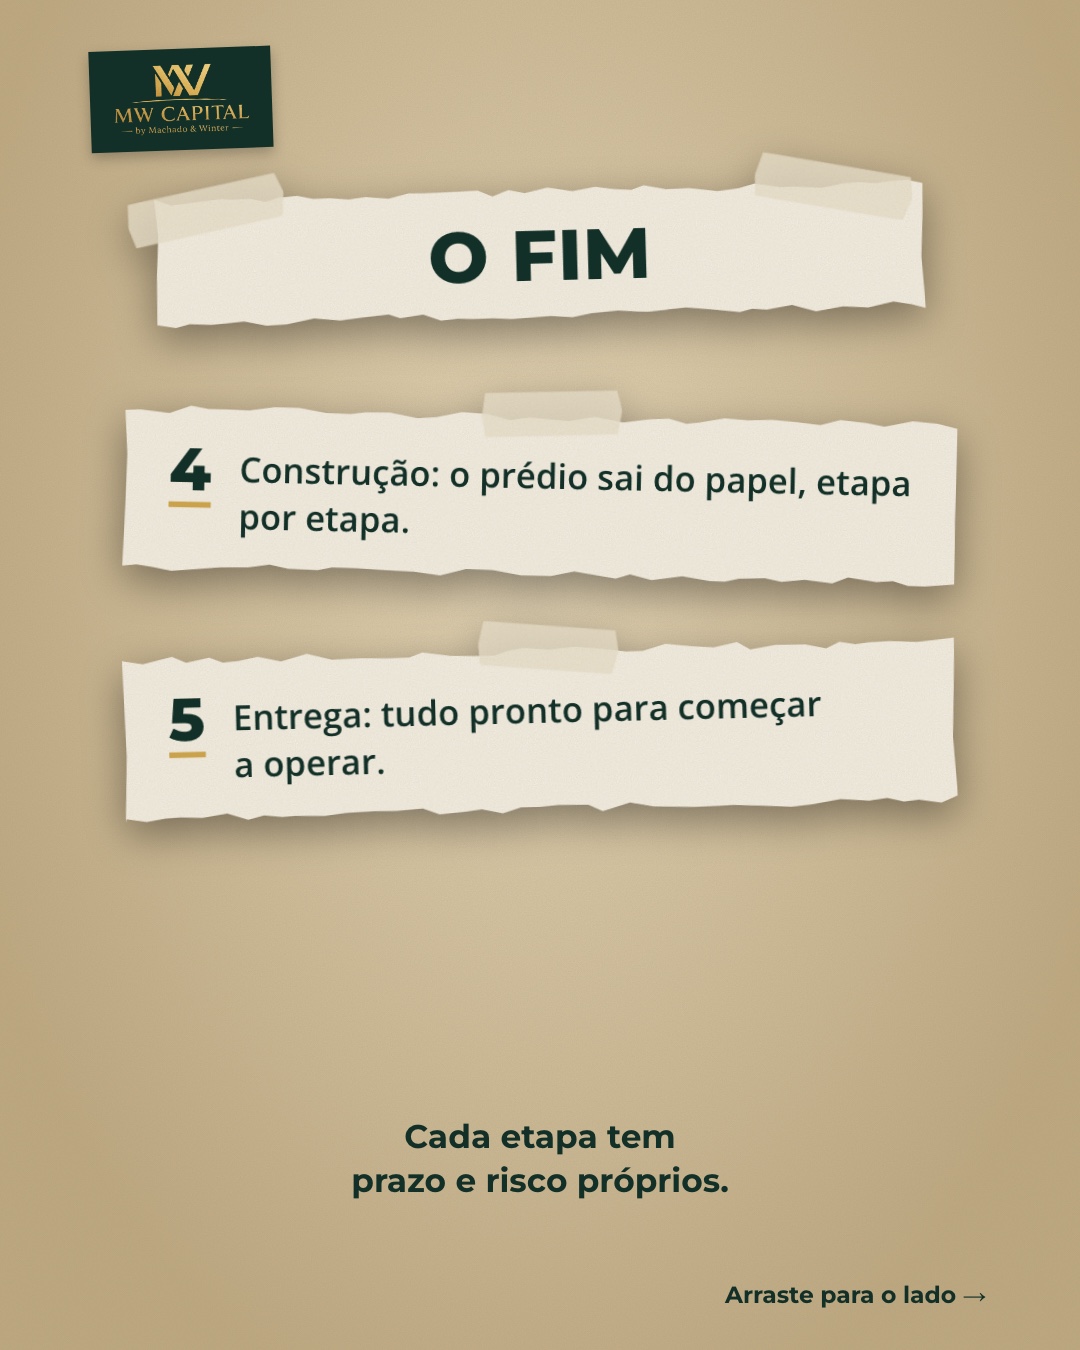 MW CAPITAL
by Machado & Winter
O FIM
4 Construção: o prédio sai do papel, etapa
por etapa.
5 Entrega: tudo pronto para começar
a operar.
Cada etapa tem
prazo e risco próprios.
Arraste para o lado →